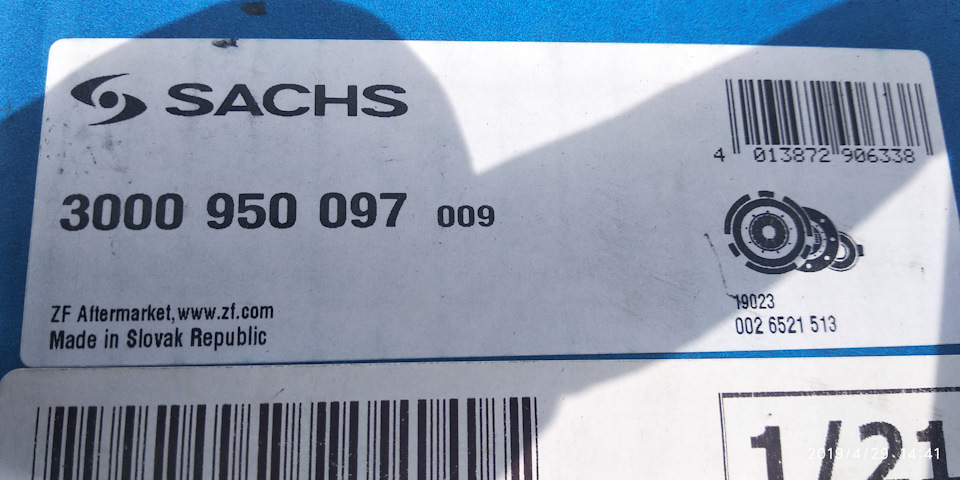 SACHS
4 013872 906338
3000 950 097 009
19023
002 6521 513
ZF Aftermarket, www.zf.com
Made in Slovak Republic
1/21
2019/4/29 14:41